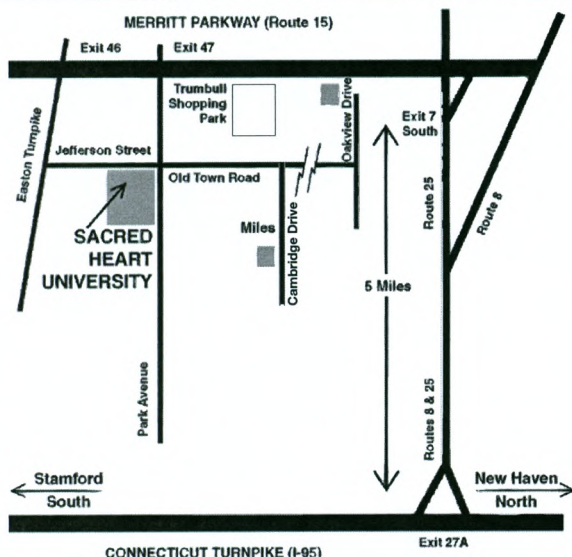 MERRITT PARKWAY (Route 15)
Exit 46
Exit 47
Trumbull
Shopping
Park
Oakview Drive
Exit 7
South
Easton Turnpike
Jefferson Street
Old Town Road
Route 25
Route 8
SACRED
HEART
UNIVERSITY
Miles
Cambridge Drive
5 Miles
Park Avenue
Routes 8 & 25
Stamford
South
New Haven
North
Exit 27A
CONNECTICUT TURNPIKE (I-95)